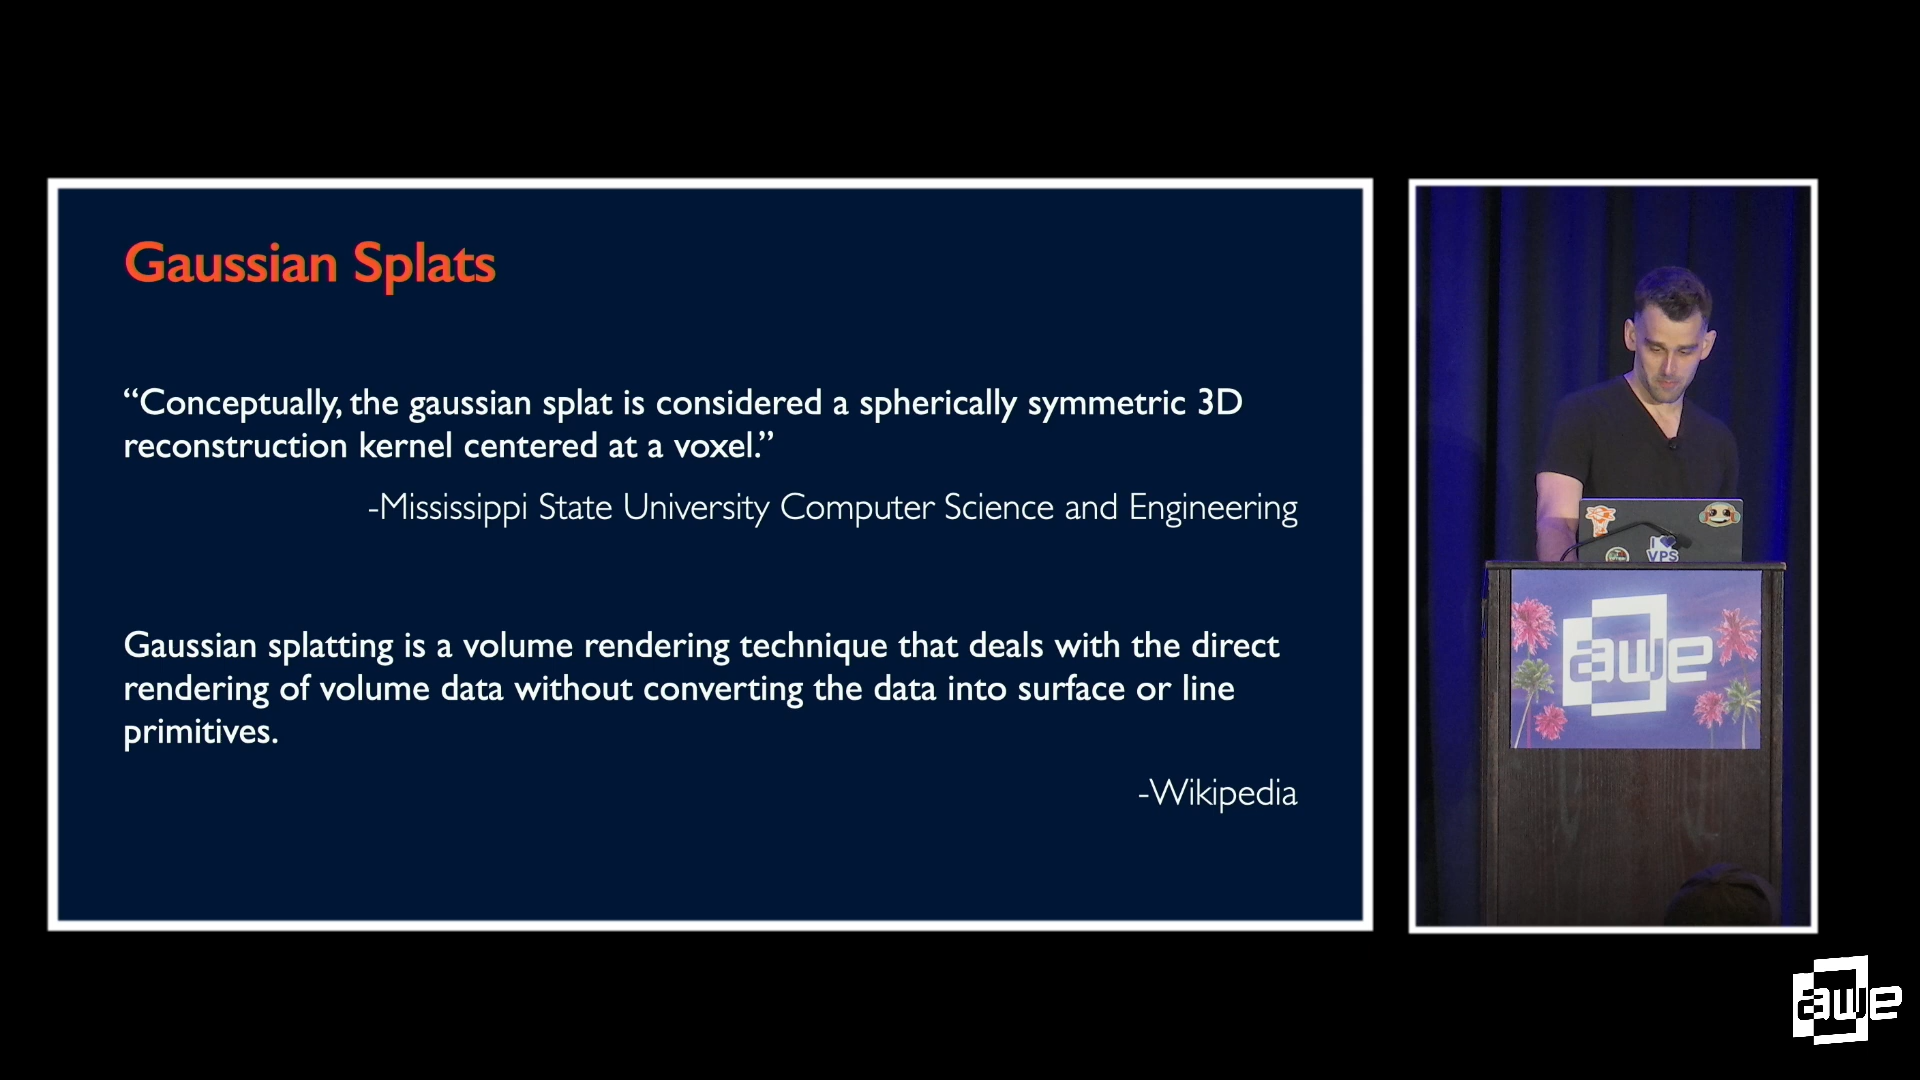 Gaussian Splats
“Conceptually, the gaussian splat is considered a spherically symmetric 3D
reconstruction kernel centered at a voxel.”
-Mississippi State University Computer Science and Engineering
Gaussian splatting is a volume rendering technique that deals with the direct
rendering of volume data without converting the data into surface or line
primitives.
-Wikipedia
I
VPS
awe
awe